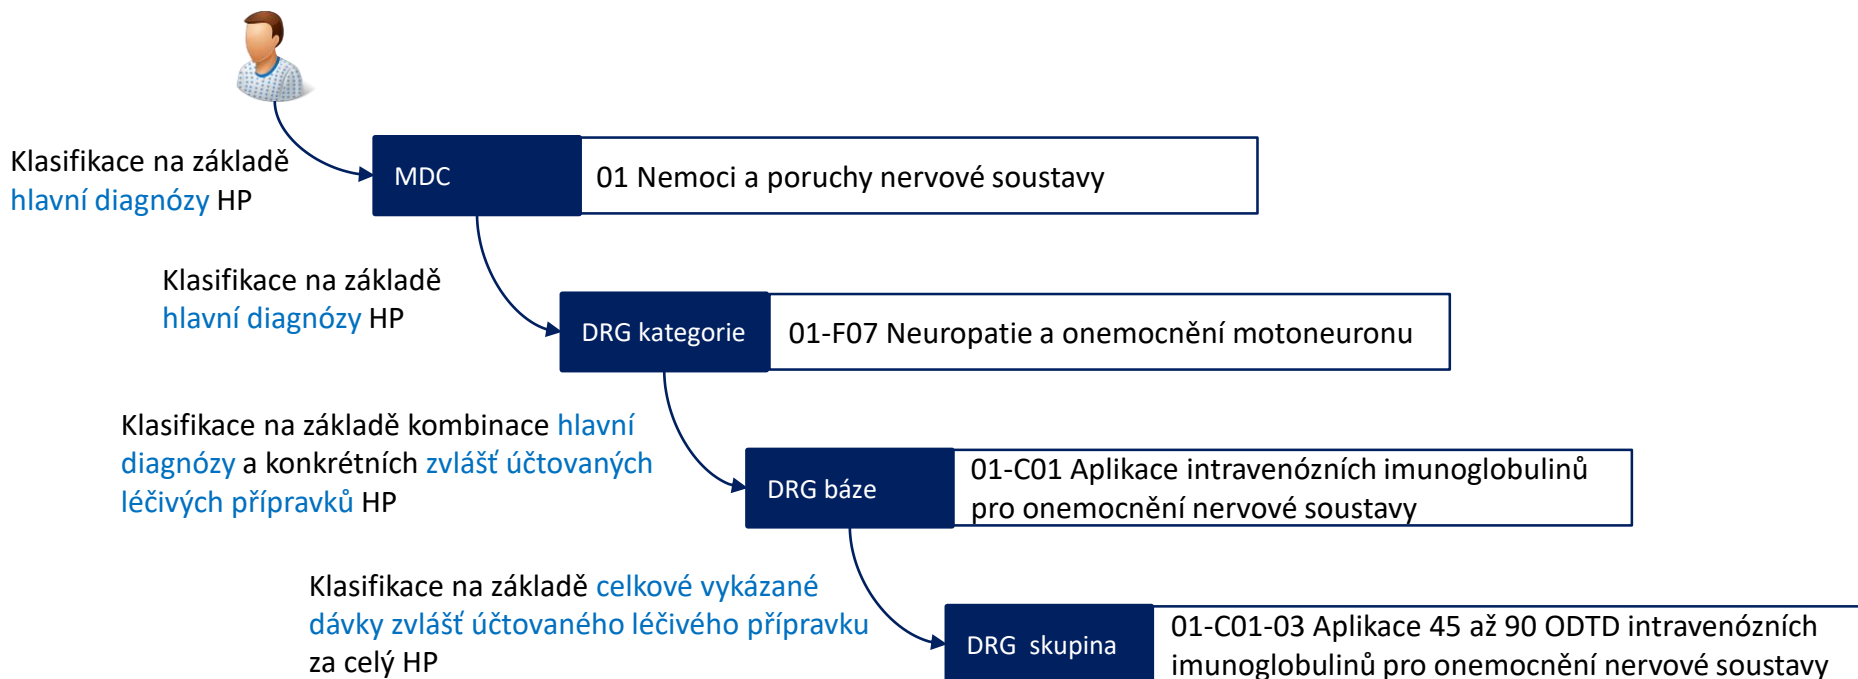 Klasifikace na základě
hlavní diagnózy HP
MDC
01 Nemoci a poruchy nervové soustavy
Klasifikace na základě
hlavní diagnózy HP
DRG kategorie
01-F07 Neuropatie a onemocnění motoneuronu
Klasifikace na základě kombinace hlavní
diagnózy a konkrétních zvlášť účtovaných
léčivých přípravků HP
DRG báze
01-C01 Aplikace intravenózních imunoglobulinů
pro onemocnění nervové soustavy
Klasifikace na základě celkové vykázané
dávky zvlášť účtovaného léčivého přípravku
za celý HP
DRG skupina
01-C01-03 Aplikace 45 až 90 ODTD intravenózních
imunoglobulinů pro onemocnění nervové soustavy